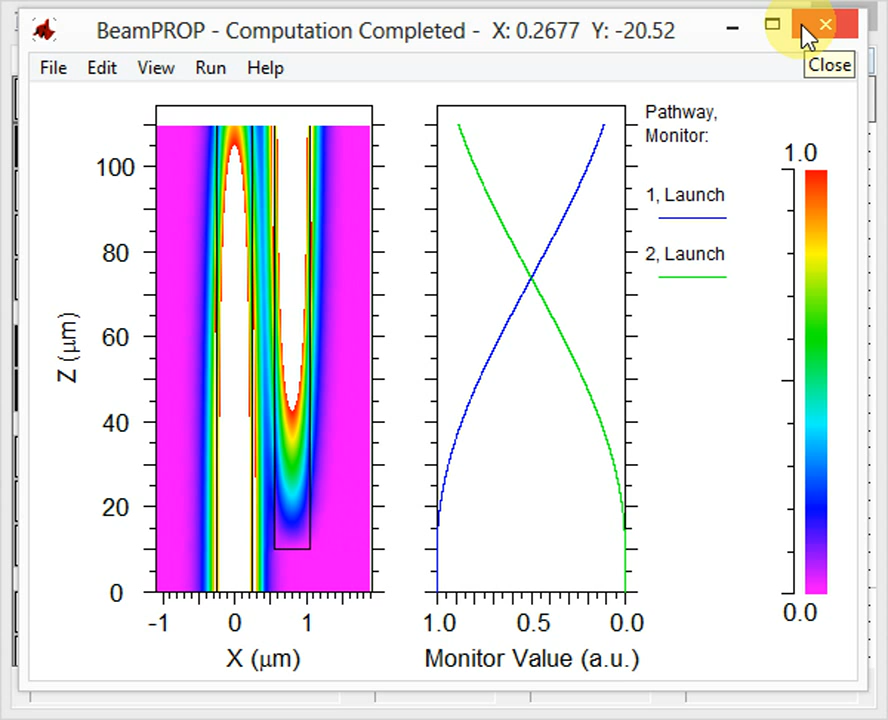 BeamPROP - Computation Completed - X: 0.2677 Y: -20.52
Close
File Edit View Run Help
Pathway,
Monitor:
1.0
1, Launch
2, Launch
0.0
100
80
60
40
20
0
Z (µm)
-1 0 1
X (µm)
1.0 0.5 0.0
Monitor Value (a.u.)